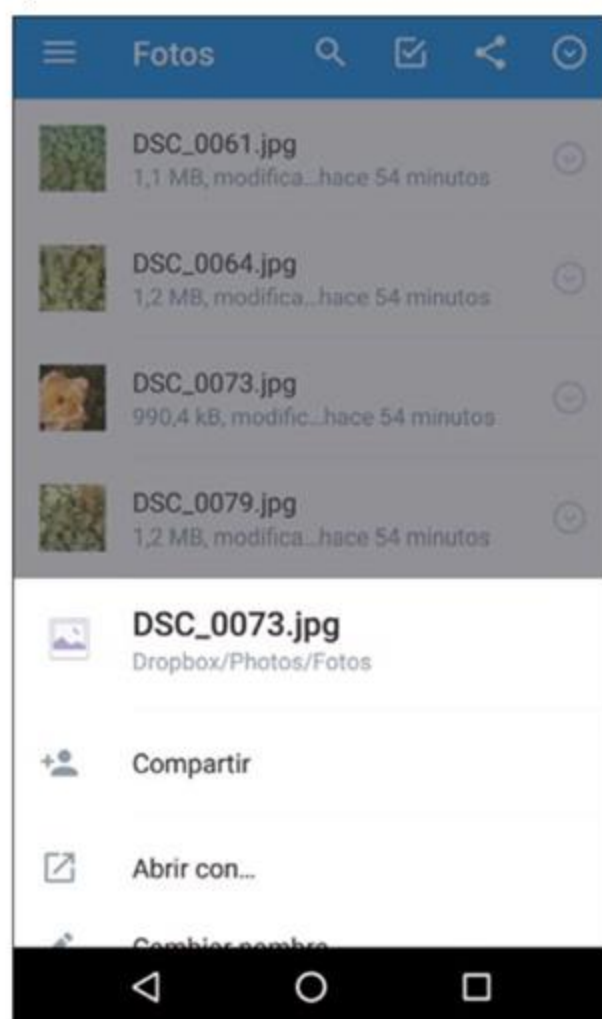 Fotos
DSC_0061.jpg
1,1 MB, modifica...hace 54 minutos
DSC_0064.jpg
1,2 MB, modifica...hace 54 minutos
DSC_0073.jpg
990,4 kB, modific...hace 54 minutos
DSC_0079.jpg
1,2 MB, modifica...hace 54 minutos
DSC_0073.jpg
Dropbox/Photos/Fotos
Compartir
Abrir con...
Cambiar nombre